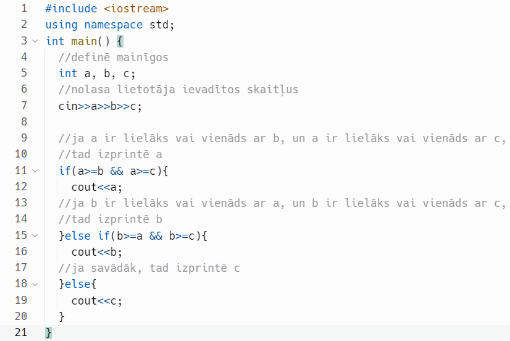 1 #include <iostream>
2 using namespace std;
3 int main() {
4 //definē mainīgos
5 int a, b, c;
6 //nolasa lietotāja ievadītos skaitļus
7 cin>>a>>b>>c;
8
9 //ja a ir lielāks vai vienāds ar b, un a ir lielāks vai vienāds ar c,
10 //tad izprintē a
11 if(a>=b && a>=c){
12 cout<<a;
13 //ja b ir lielāks vai vienāds ar a, un b ir lielāks vai vienāds ar c,
14 //tad izprintē b
15 }else if(b>=a && b>=c){
16 cout<<b;
17 //ja savādāk, tad izprintē c
18 }else{
19 cout<<c;
20 }
21 }